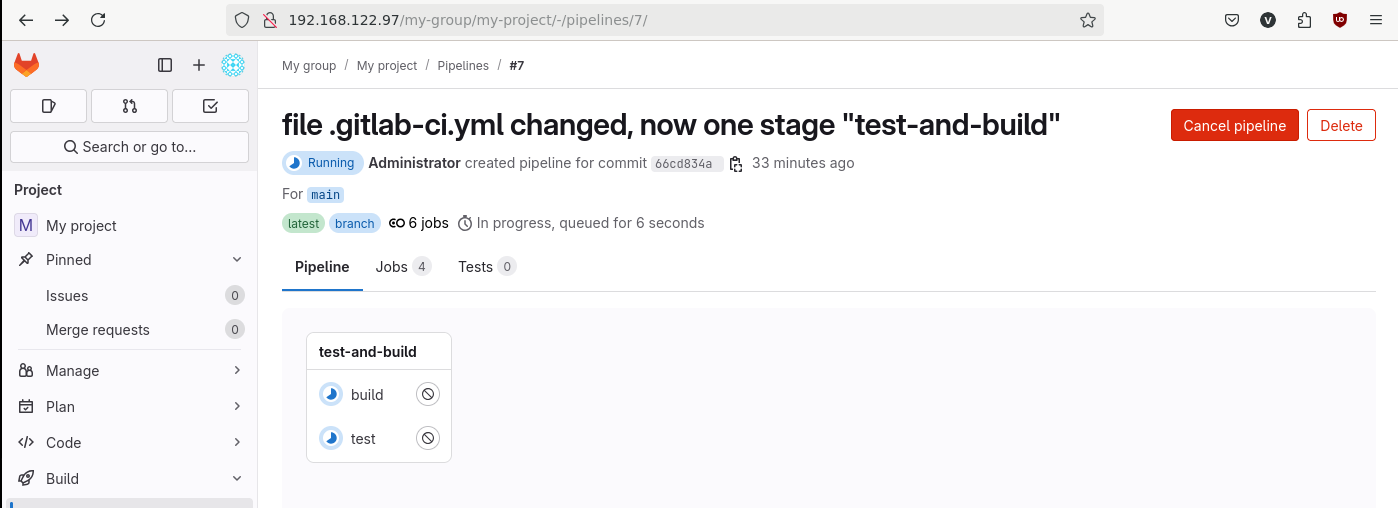 192.168.122.97/my-group/my-project/-/pipelines/7/
V
My group / My project / Pipelines / #7
file .gitlab-ci.yml changed, now one stage "test-and-build"
Cancel pipeline
Delete
Running Administrator created pipeline for commit 66cd834a 33 minutes ago
For main
latest branch 6 jobs In progress, queued for 6 seconds
Pipeline Jobs 4 Tests 0
test-and-build
build
test
Search or go to...
Project
M My project
Pinned
Issues 0
Merge requests 0
Manage
Plan
Code
Build